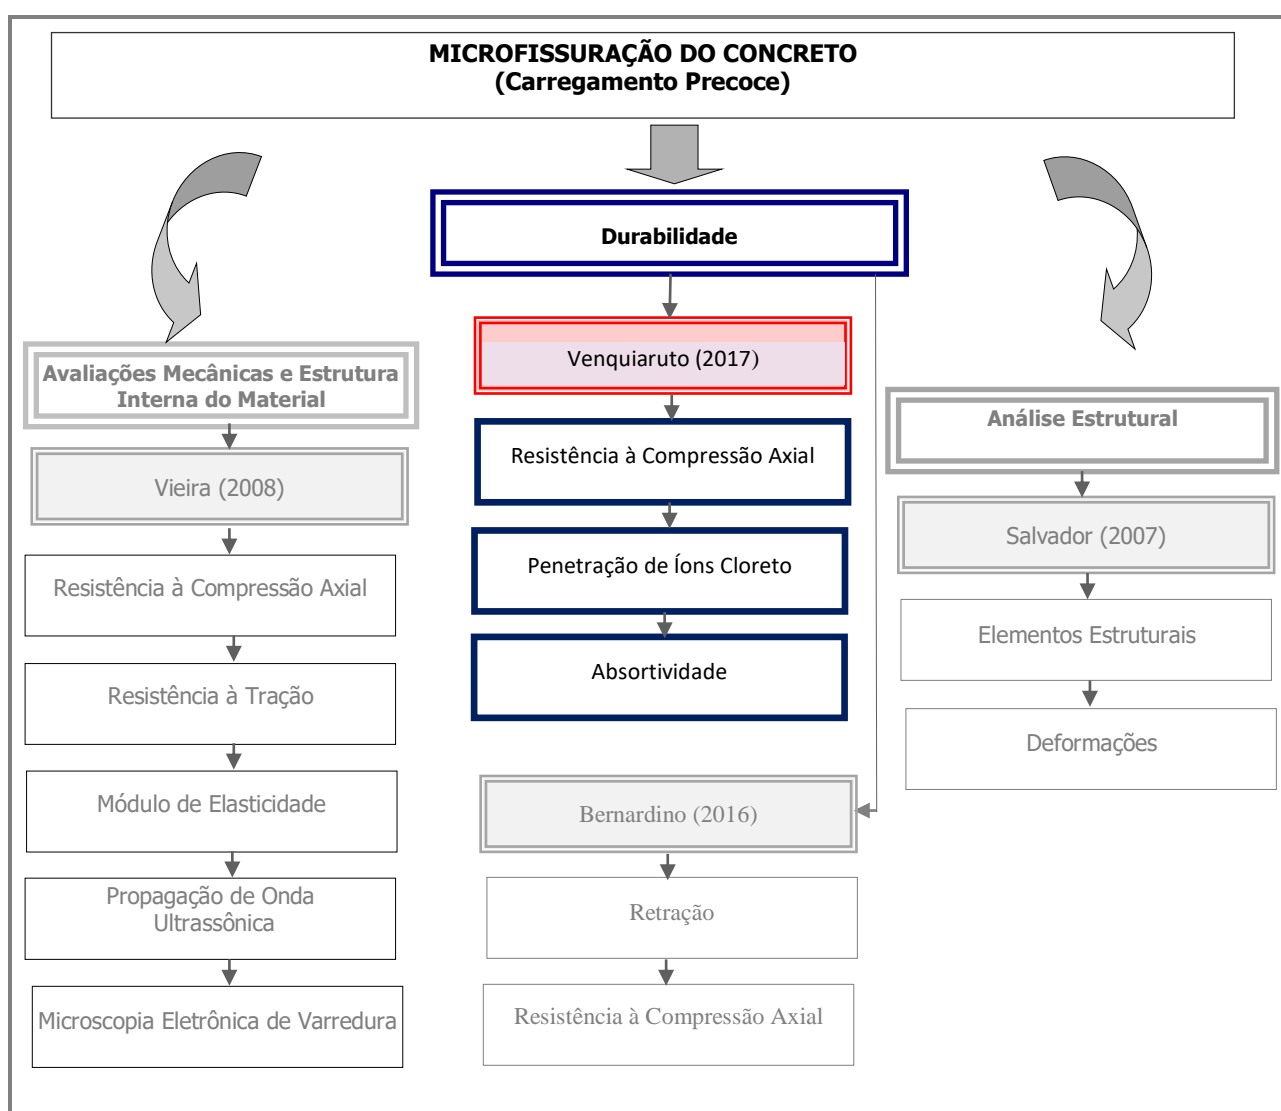 MICROFISSURAÇÃO DO CONCRETO
(Carregamento Precoce)
Durabilidade
Venquiaruto (2017)
Resistência à Compressão Axial
Penetração de Íons Cloreto
Absortividade
Bernardino (2016)
Retração
Resistência à Compressão Axial
Avaliações Mecânicas e Estrutura
Interna do Material
Vieira (2008)
Resistência à Compressão Axial
Resistência à Tração
Módulo de Elasticidade
Propagação de Onda
Ultrassônica
Microscopia Eletrônica de Varredura
Análise Estrutural
Salvador (2007)
Elementos Estruturais
Deformações